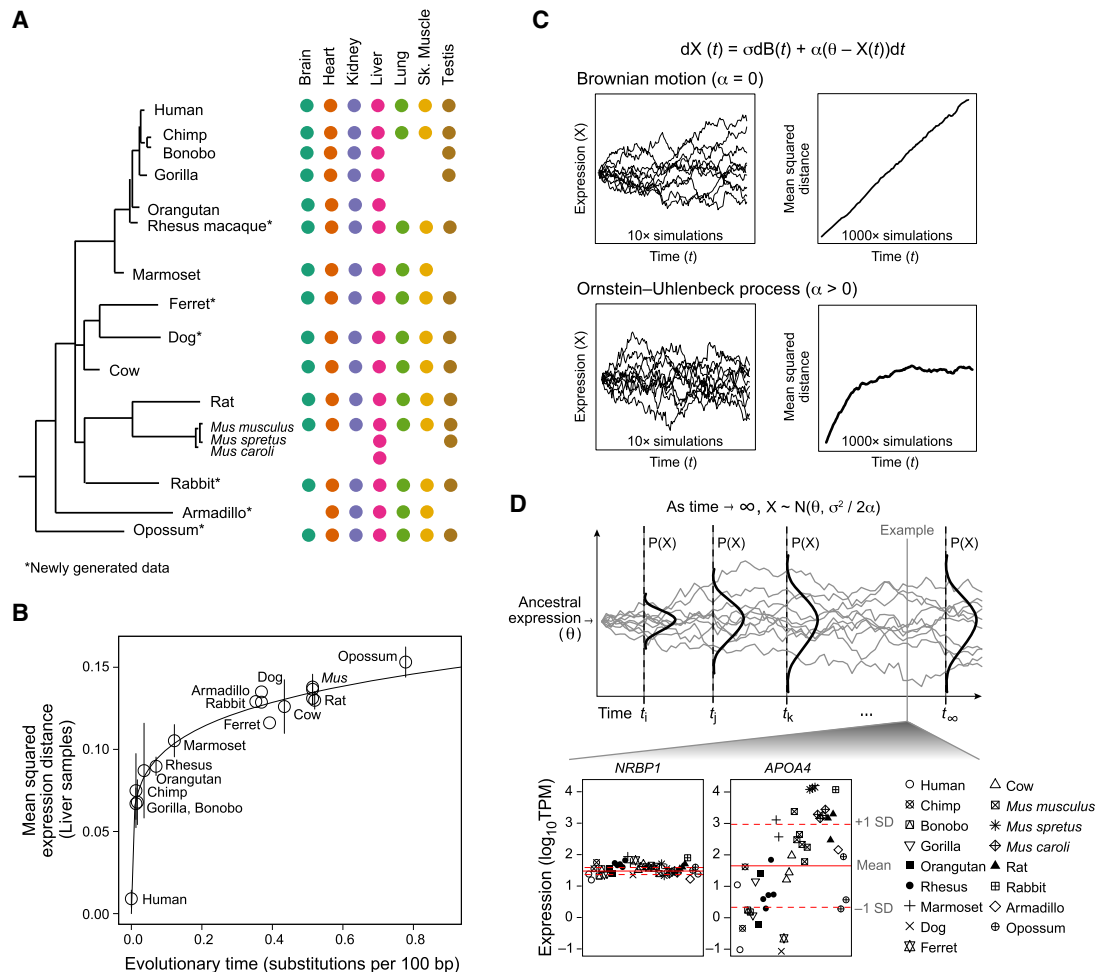 A
Brain
Heart
Kidney
Liver
Lung
Sk. Muscle
Testis
Human
Chimp
Bonobo
Gorilla
Orangutan
Rhesus macaque*
Marmoset
Ferret*
Dog*
Cow
Rat
Mus musculus
Mus spretus
Mus caroli
Rabbit*
Armadillo*
Opossum*
*Newly generated data
B
Mean squared
expression distance
(Liver samples)
0.15
0.10
0.05
0.00
Opossum
Dog
Mus
Armadillo
Rabbit
Rat
Cow
Ferret
Marmoset
Rhesus
Orangutan
Chimp
Gorilla, Bonobo
Human
0.0
0.2
0.4
0.6
0.8
Evolutionary time (substitutions per 100 bp)
C
dX (t) = σdB(t) + α(θ – X(t))dt
Brownian motion (α = 0)
Expression (X)
10× simulations
Time (t)
Mean squared
distance
1000× simulations
Time (t)
Ornstein–Uhlenbeck process (α > 0)
Expression (X)
10× simulations
Time (t)
Mean squared
distance
1000× simulations
Time (t)
D
As time → ∞, X ~ N(θ, σ² / 2α)
Example
P(X)
P(X)
P(X)
P(X)
Ancestral
expression →
(θ)
Time
ti
tj
tk
...
t∞
NRBP1
APOA4
Expression (log10TPM)
4
3
2
1
0
–1
4
3
2
1
0
–1
+1 SD
Mean
–1 SD
Human
Chimp
Bonobo
Gorilla
Orangutan
Rhesus
Marmoset
Dog
Ferret
Cow
Mus musculus
Mus spretus
Mus caroli
Rat
Rabbit
Armadillo
Opossum